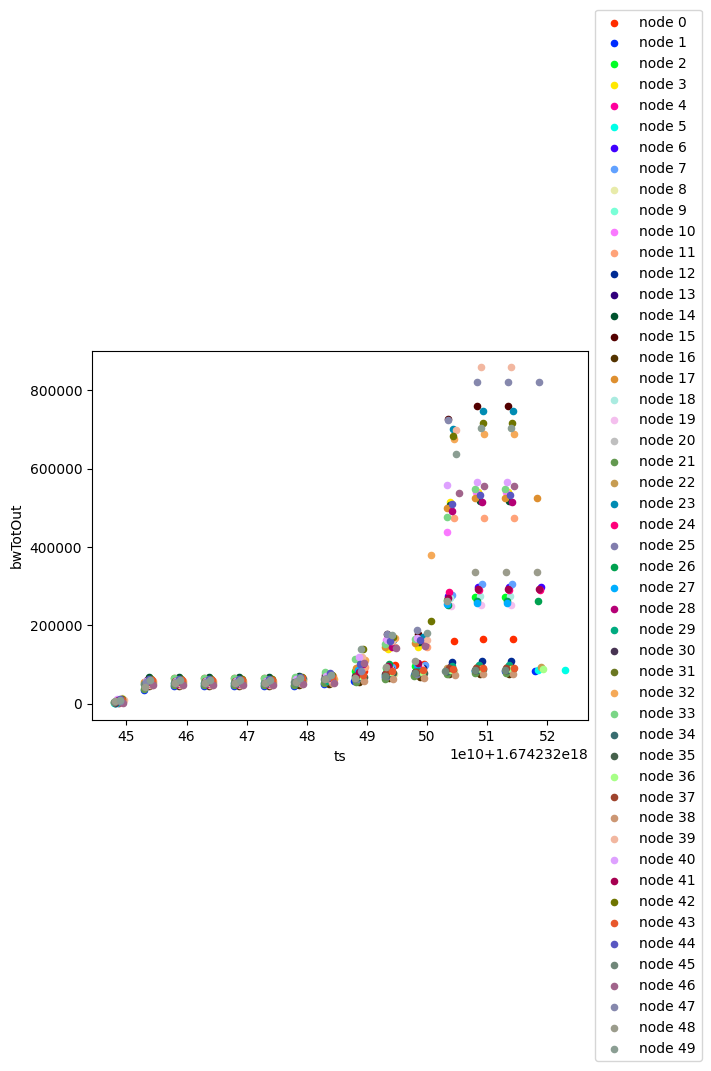 800000
600000
400000
200000
0
bwTotOut
45 46 47 48 49 50 51 52
ts
1e10+1.674232e18
node 0
node 1
node 2
node 3
node 4
node 5
node 6
node 7
node 8
node 9
node 10
node 11
node 12
node 13
node 14
node 15
node 16
node 17
node 18
node 19
node 20
node 21
node 22
node 23
node 24
node 25
node 26
node 27
node 28
node 29
node 30
node 31
node 32
node 33
node 34
node 35
node 36
node 37
node 38
node 39
node 40
node 41
node 42
node 43
node 44
node 45
node 46
node 47
node 48
node 49